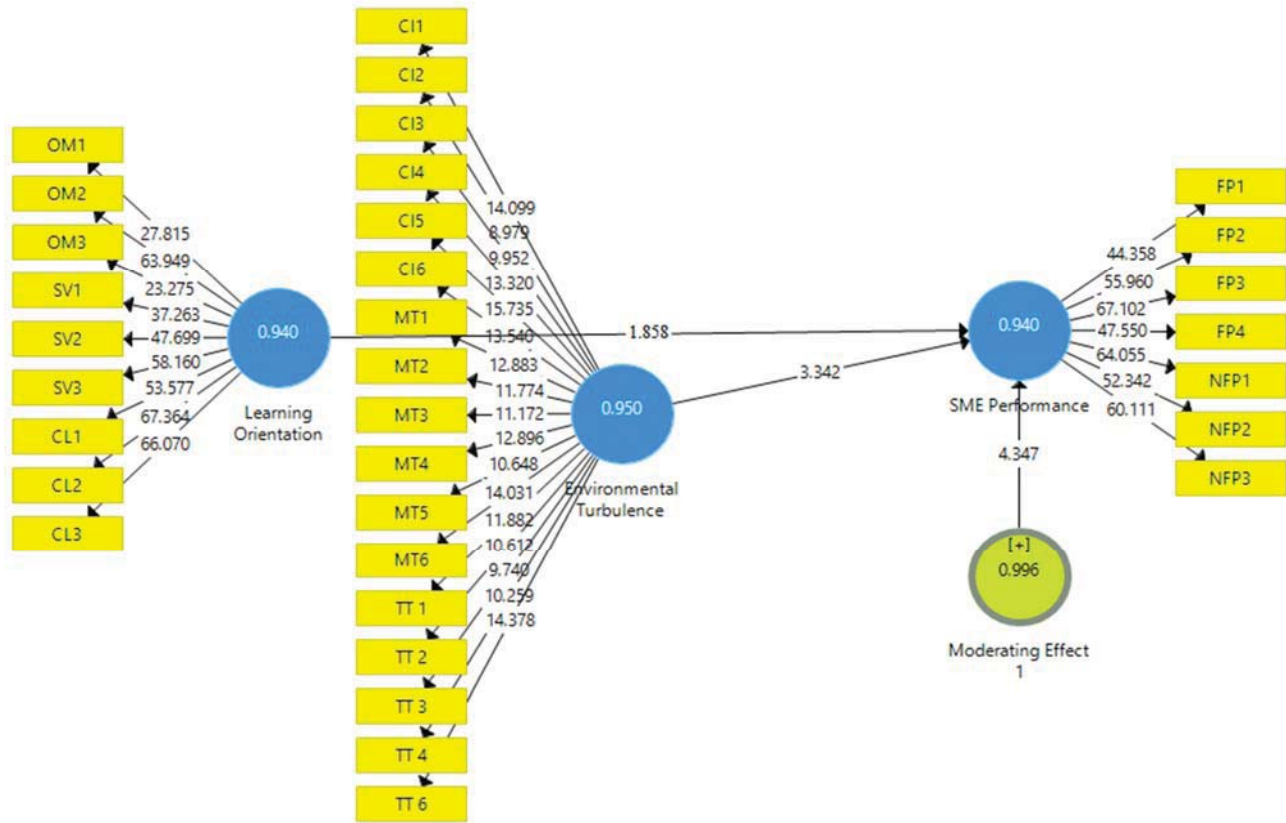 OM1
OM2
OM3
SV1
SV2
SV3
CL1
CL2
CL3
27.815
63.949
23.275
37.263
47.699
58.160
53.577
67.364
66.070
0.940
Learning
Orientation
CI1
CI2
CI3
CI4
CI5
CI6
MT1
MT2
MT3
MT4
MT5
MT6
TT 1
TT 2
TT 3
TT 4
TT 6
14.099
8.979
9.952
13.320
15.735
13.540
12.883
11.774
11.172
12.896
10.648
14.031
11.882
10.612
9.740
10.259
14.378
0.950
Environmental
Turbulence
1.858
3.342
0.940
SME Performance
4.347
[+]
0.996
Moderating Effect
1
44.358
55.960
67.102
47.550
64.055
52.342
60.111
FP1
FP2
FP3
FP4
NFP1
NFP2
NFP3